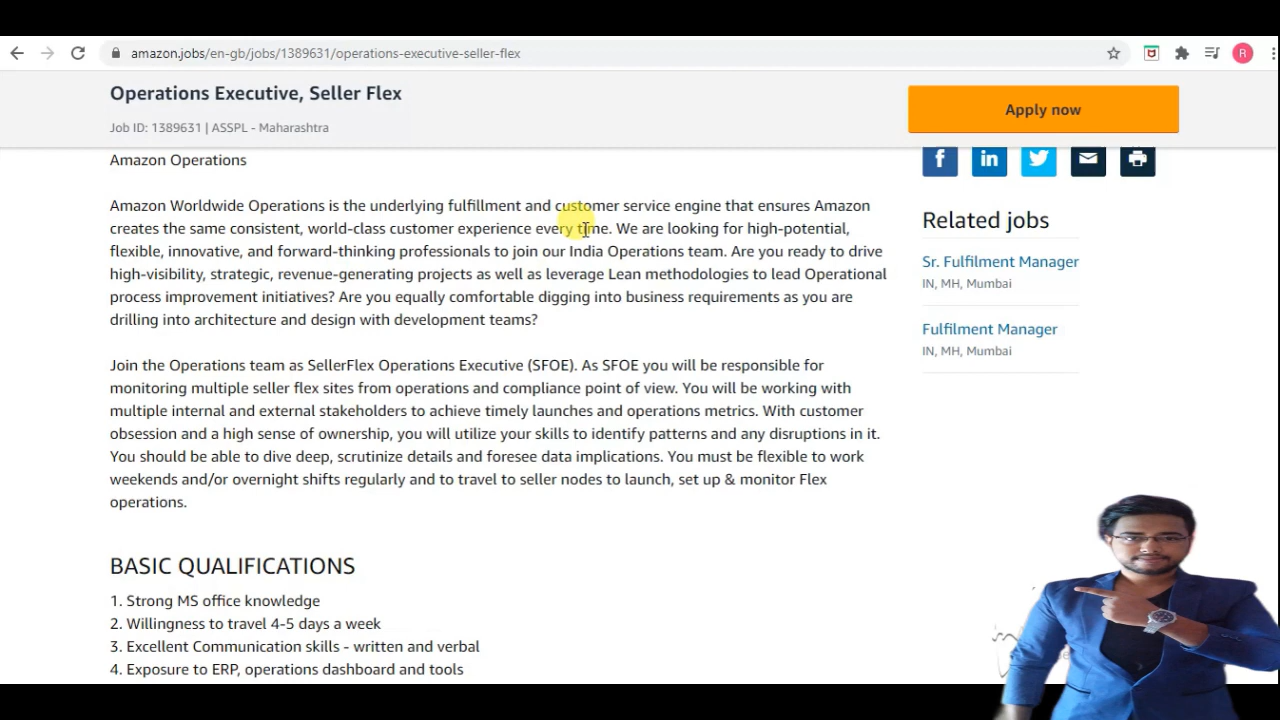 amazon.jobs/en-gb/jobs/1389631/operations-executive-seller-flex
R
Operations Executive, Seller Flex
Job ID: 1389631 | ASSPL - Maharashtra
Apply now
Amazon Operations
Amazon Worldwide Operations is the underlying fulfillment and customer service engine that ensures Amazon
creates the same consistent, world-class customer experience every time. We are looking for high-potential,
flexible, innovative, and forward-thinking professionals to join our India Operations team. Are you ready to drive
high-visibility, strategic, revenue-generating projects as well as leverage Lean methodologies to lead Operational
process improvement initiatives? Are you equally comfortable digging into business requirements as you are
drilling into architecture and design with development teams?
Join the Operations team as SellerFlex Operations Executive (SFOE). As SFOE you will be responsible for
monitoring multiple seller flex sites from operations and compliance point of view. You will be working with
multiple internal and external stakeholders to achieve timely launches and operations metrics. With customer
obsession and a high sense of ownership, you will utilize your skills to identify patterns and any disruptions in it.
You should be able to dive deep, scrutinize details and foresee data implications. You must be flexible to work
weekends and/or overnight shifts regularly and to travel to seller nodes to launch, set up & monitor Flex
operations.
BASIC QUALIFICATIONS
1. Strong MS office knowledge
2. Willingness to travel 4-5 days a week
3. Excellent Communication skills - written and verbal
4. Exposure to ERP, operations dashboard and tools
f
in
Related jobs
Sr. Fulfilment Manager
IN, MH, Mumbai
Fulfilment Manager
IN, MH, Mumbai